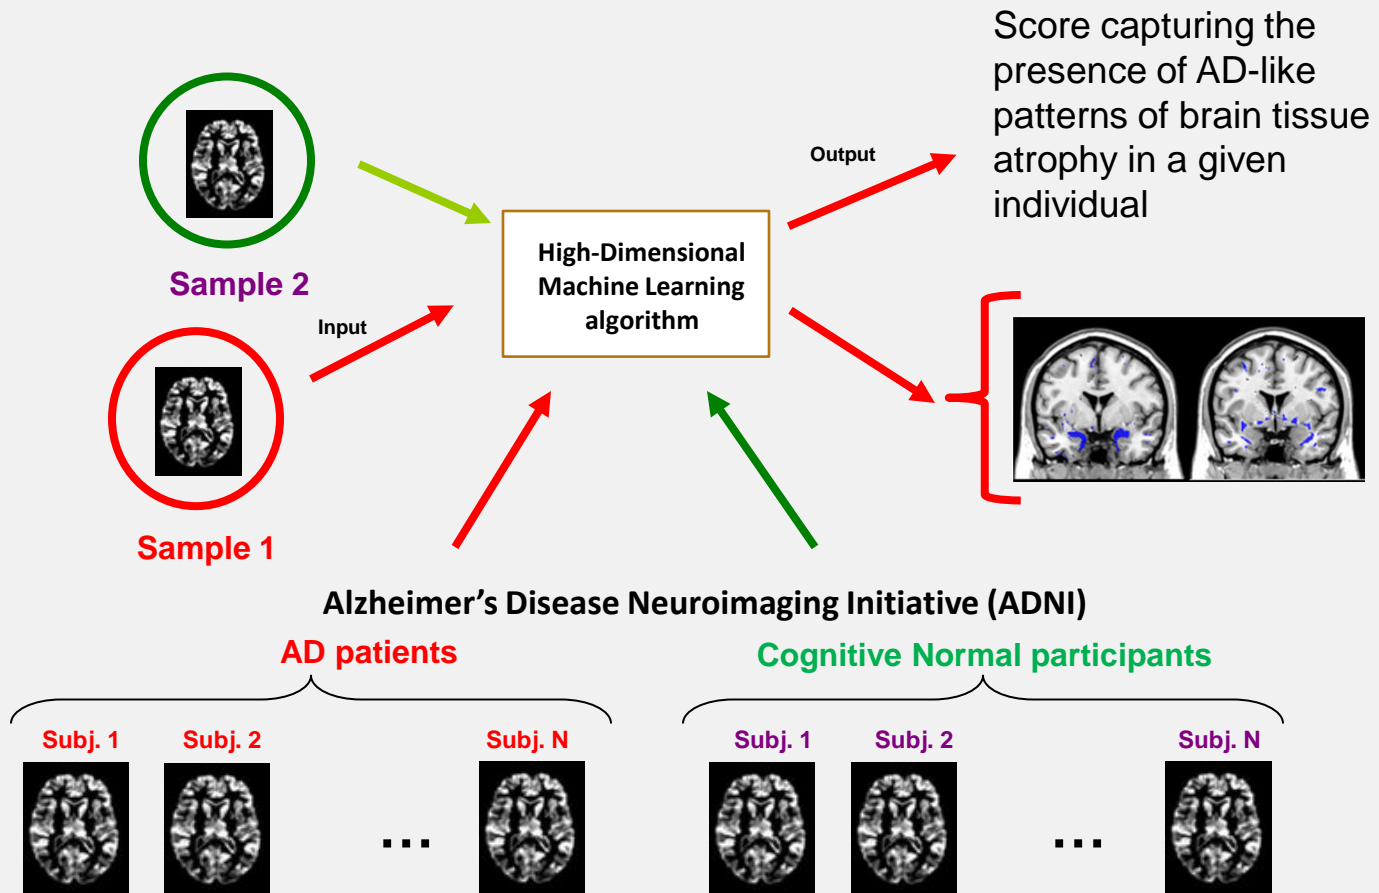 Score capturing the
presence of AD-like
patterns of brain tissue
atrophy in a given
individual
Output
High-Dimensional
Machine Learning
algorithm
Sample 2
Input
Sample 1
Alzheimer’s Disease Neuroimaging Initiative (ADNI)
AD patients
Cognitive Normal participants
Subj. 1
Subj. 2
Subj. N
Subj. 1
Subj. 2
Subj. N
...
...